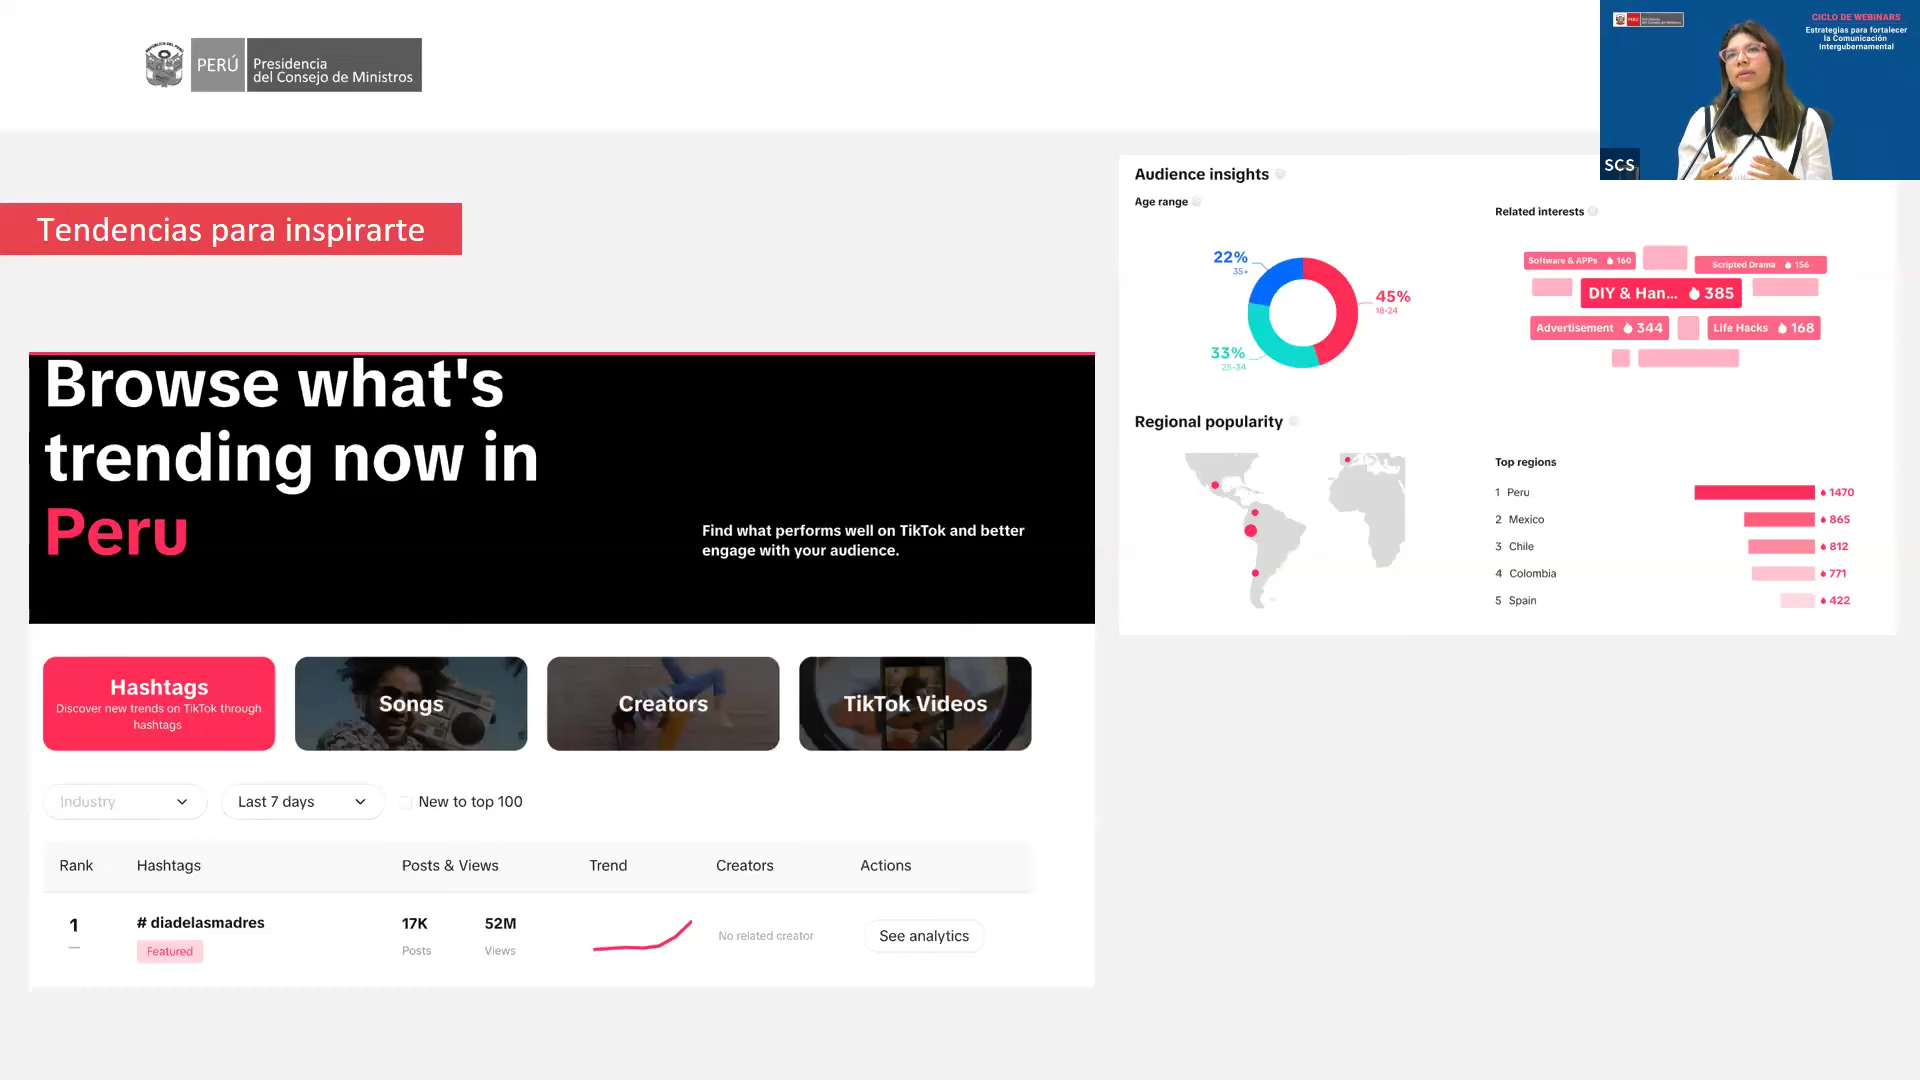 PERÚ
Presidencia
del Consejo de Ministros
CICLO DE WEBINARS
Estrategias para fortalecer
la Comunicación
Intergubernamental
SCS
Tendencias para inspirarte
Browse what's
trending now in
Peru
Find what performs well on TikTok and better
engage with your audience.
Hashtags
Discover new trends on TikTok through
hashtags
Songs
Creators
TikTok Videos
Industry
Last 7 days
New to top 100
Rank Hashtags Posts & Views Trend Creators Actions
1 # diadelasmadres 17K 52M No related creator See analytics
Featured Posts Views
Audience insights
Age range
22%
35+
45%
18-24
33%
25-34
Related interests
Software & APPs 160
Scripted Drama 156
DIY & Han... 385
Advertisement 344
Life Hacks 168
Regional popularity
Top regions
1 Peru 1470
2 Mexico 865
3 Chile 812
4 Colombia 771
5 Spain 422